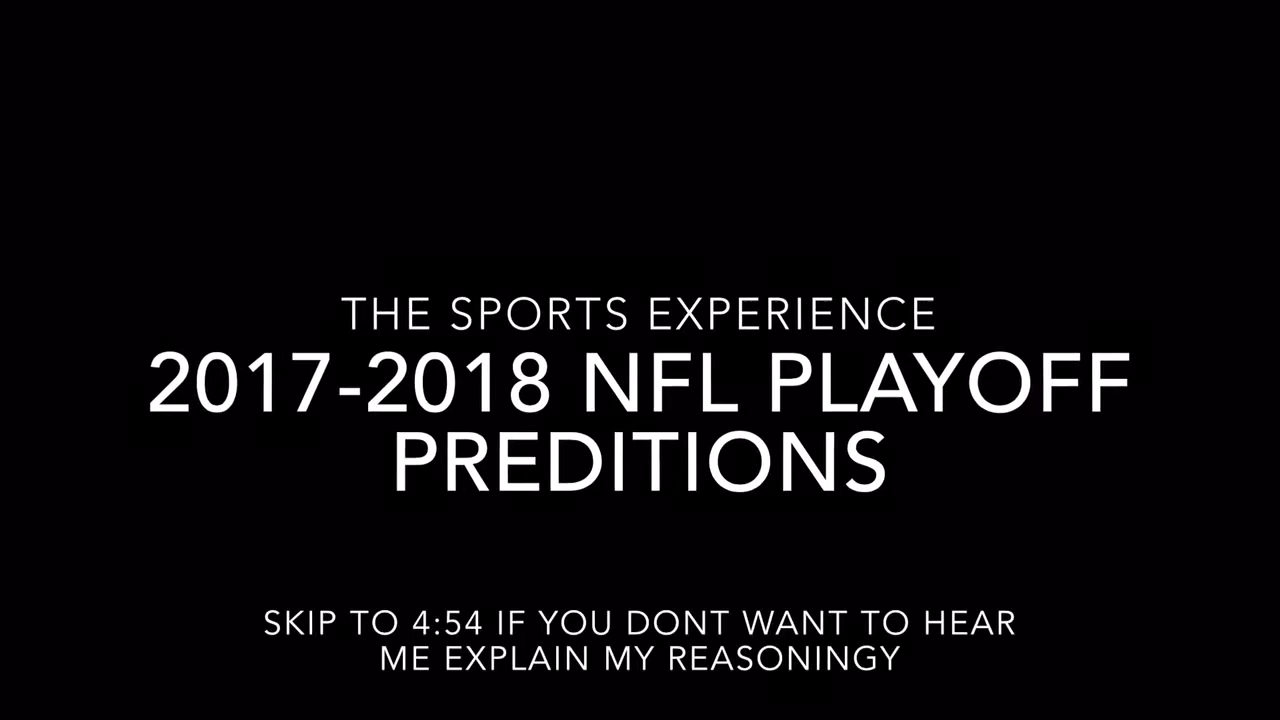 THE SPORTS EXPERIENCE
2017-2018 NFL PLAYOFF
PREDITIONS
SKIP TO 4:54 IF YOU DONT WANT TO HEAR
ME EXPLAIN MY REASONINGY